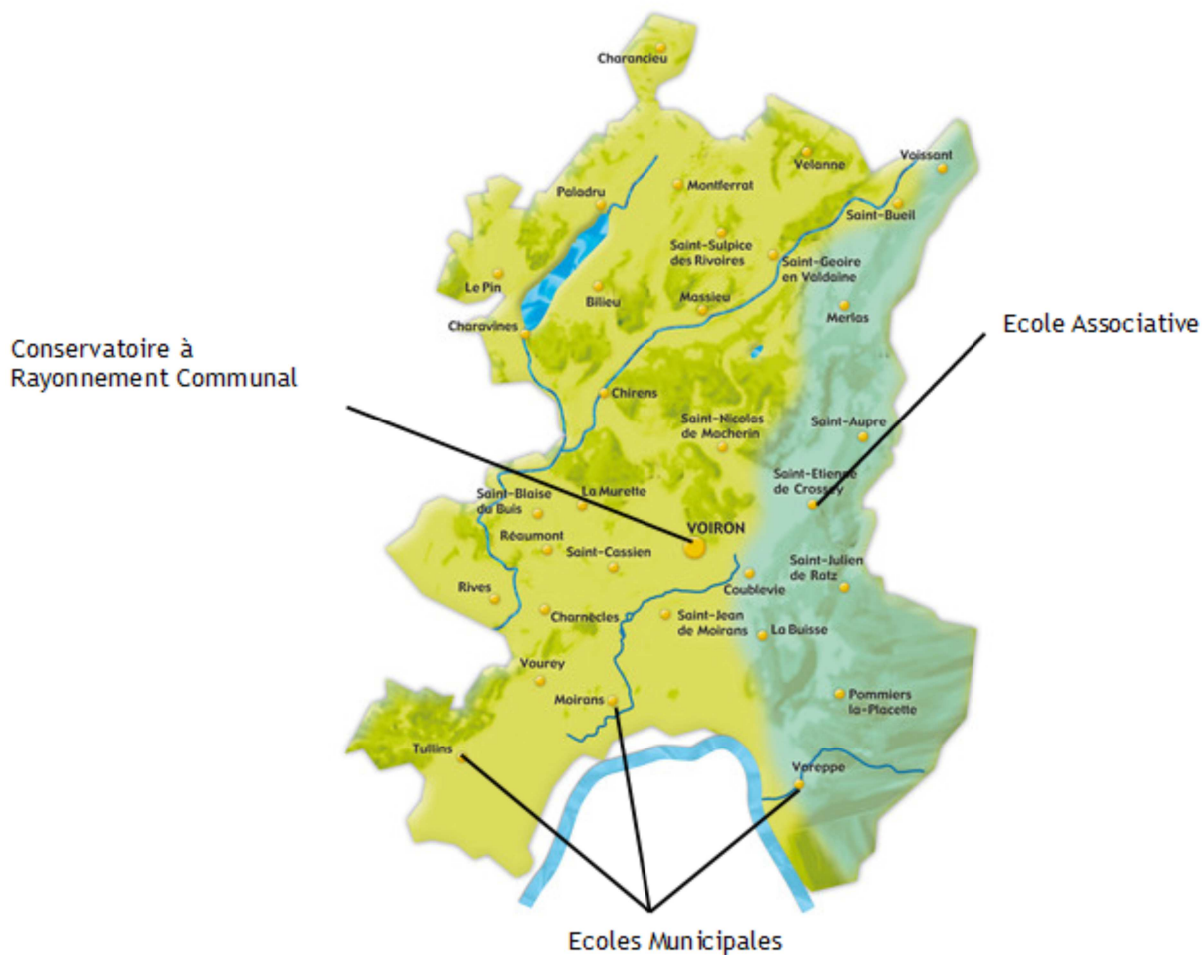 Charancieu
Velanne
Voissant
Paladru
Montferrat
Saint-Bueil
Saint-Sulpice
des Rivoires
Saint-Geoire
en Valdaine
Le Pin
Bilieu
Massieu
Merlas
Charavines
Ecole Associative
Conservatoire à
Rayonnement Communal
Chirens
Saint-Nicolas
de Macherin
Saint-Aupre
Saint-Etienne
de Crossey
Saint-Blaise
du Buis
La Murette
VOIRON
Réaumont
Saint-Cassien
Saint-Julien
de Ratz
Rives
Coublevie
Charnècles
Saint-Jean
de Moirans
La Buisse
Vourey
Moirans
Pommiers
la-Placette
Tullins
Voreppe
Ecoles Municipales